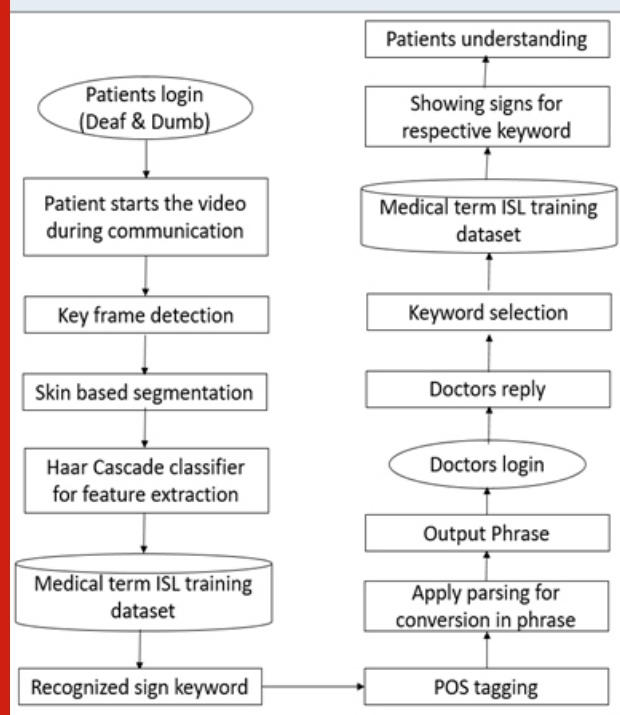 Patients login
(Deaf & Dumb)
Patient starts the video
during communication
Key frame detection
Skin based segmentation
Haar Cascade classifier
for feature extraction
Medical term ISL training
dataset
Recognized sign keyword
POS tagging
Apply parsing for
conversion in phrase
Output Phrase
Doctors login
Doctors reply
Keyword selection
Medical term ISL training
dataset
Showing signs for
respective keyword
Patients understanding